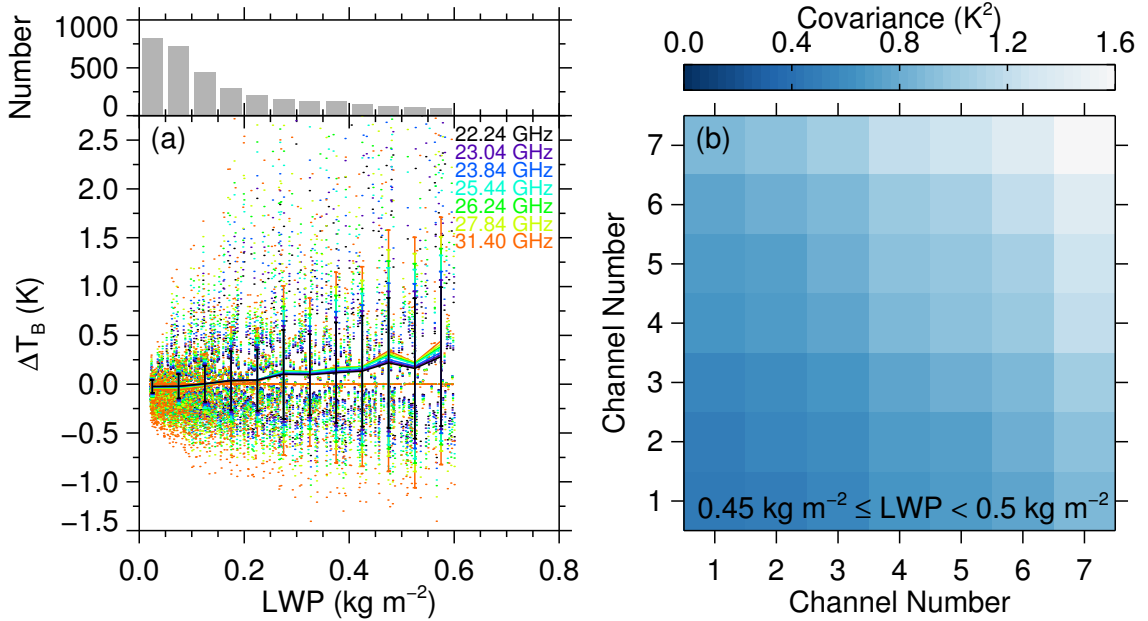 1000
500
0
Number
(a)
22.24 GHz
23.04 GHz
23.84 GHz
25.44 GHz
26.24 GHz
27.84 GHz
31.40 GHz
2.5
2.0
1.5
1.0
0.5
0.0
−0.5
−1.0
−1.5
ΔT_B (K)
0.0 0.2 0.4 0.6 0.8
LWP (kg m⁻²)
Covariance (K²)
0.0 0.4 0.8 1.2 1.6
(b)
7
6
5
4
3
2
1
Channel Number
0.45 kg m⁻² ≤ LWP < 0.5 kg m⁻²
1 2 3 4 5 6 7
Channel Number